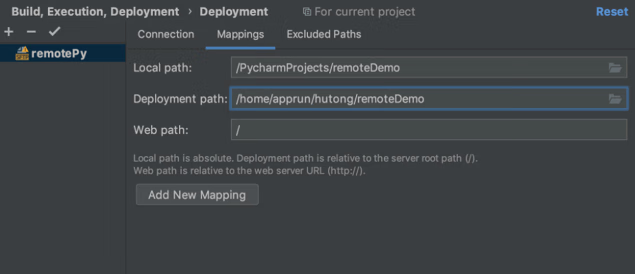 Build, Execution, Deployment › Deployment For current project Reset
Connection Mappings Excluded Paths
SFTP remotePy
Local path: /PycharmProjects/remoteDemo
Deployment path: /home/apprun/hutong/remoteDemo
Web path: /
Local path is absolute. Deployment path is relative to the server root path (/).
Web path is relative to the web server URL (http://).
Add New Mapping